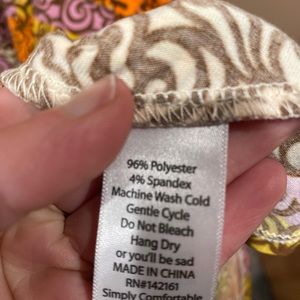 96% Polyester
4% Spandex
Machine Wash Cold
Gentle Cycle
Do Not Bleach
Hang Dry
or you'll be sad
MADE IN CHINA
RN#142161
Simply Comfortable